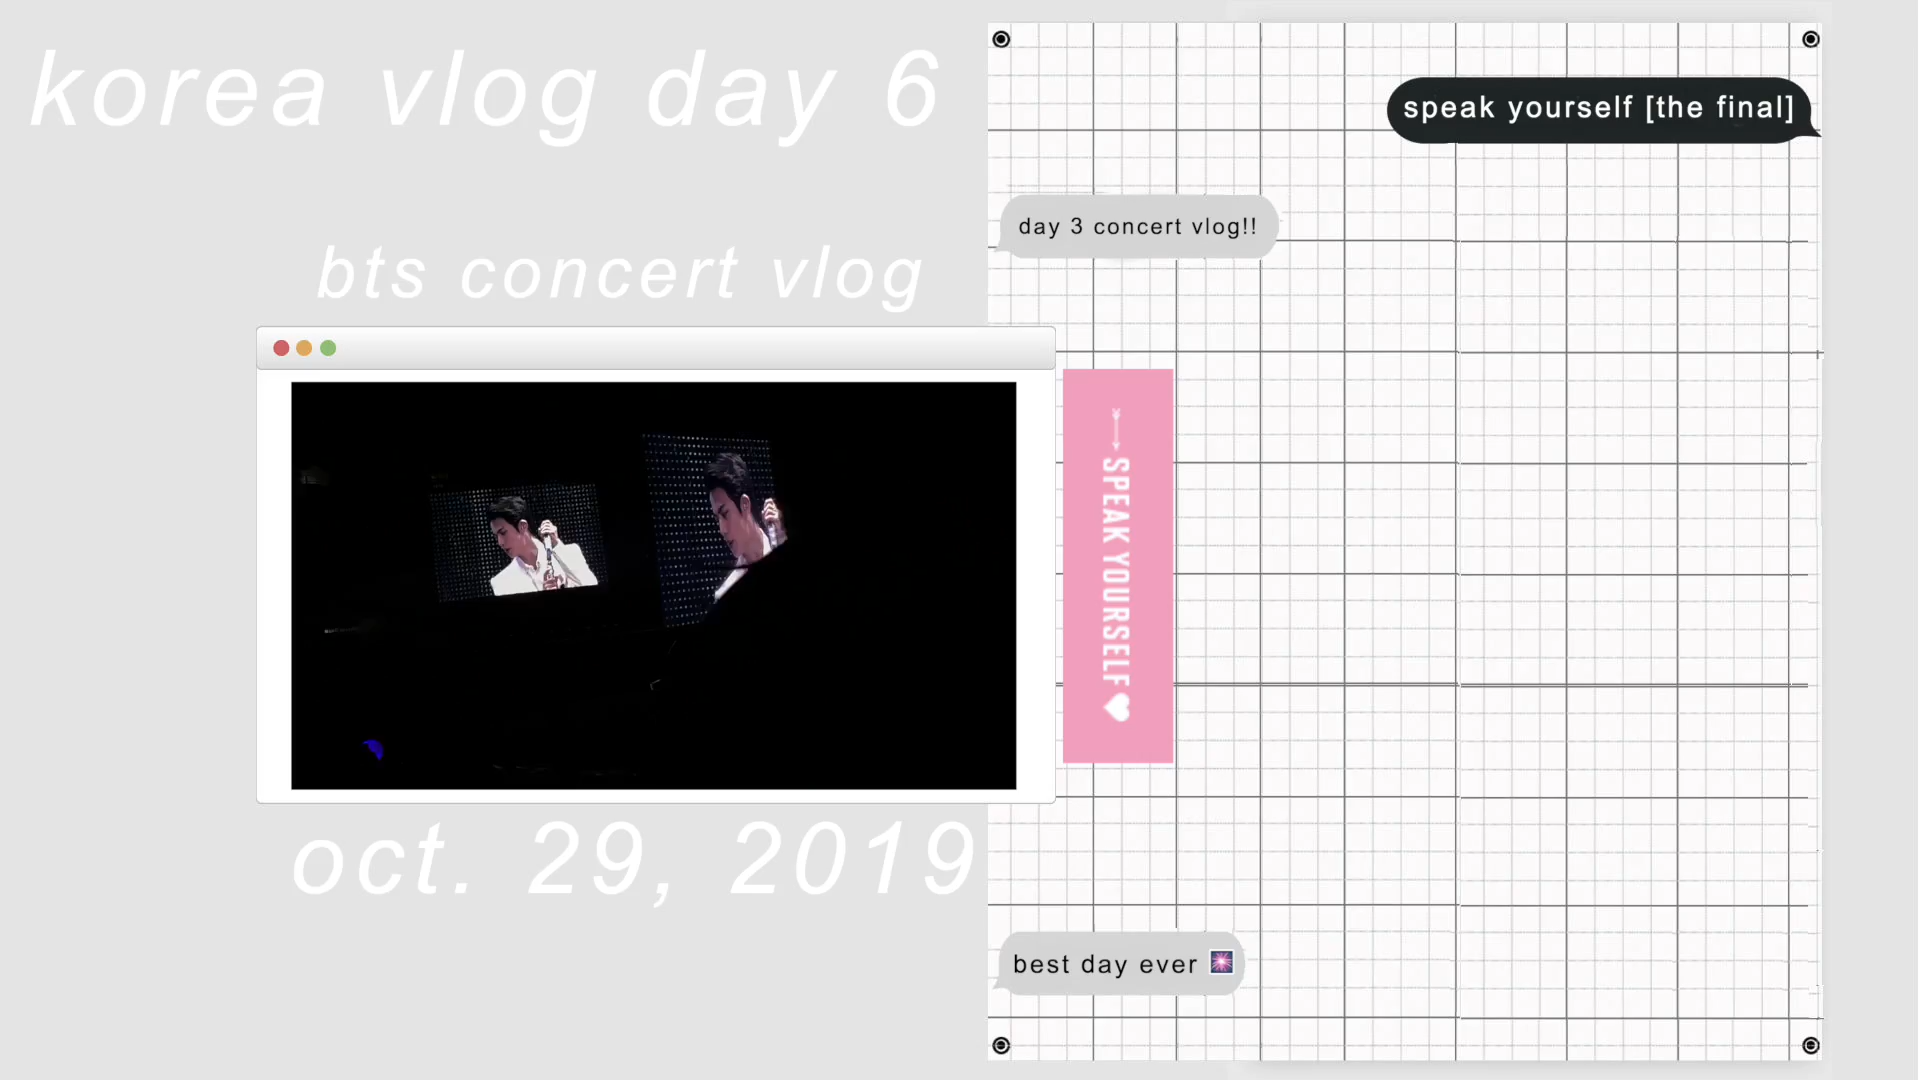 korea vlog day 6
speak yourself [the final]
day 3 concert vlog!!
bts concert vlog
SPEAK YOURSELF
oct. 29, 2019
best day ever 🎆